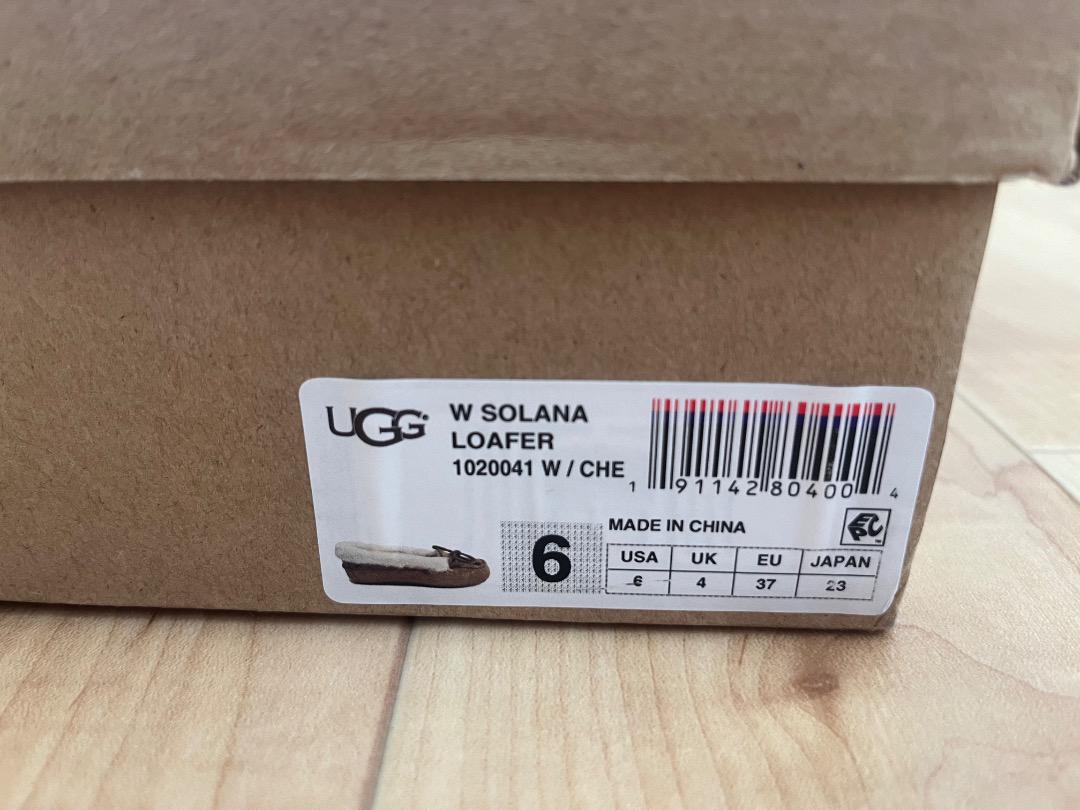 UGG
W SOLANA
LOAFER
1020041 W / CHE
1 91142 80400 4
MADE IN CHINA
EPC
6
USA UK EU JAPAN
6 4 37 23